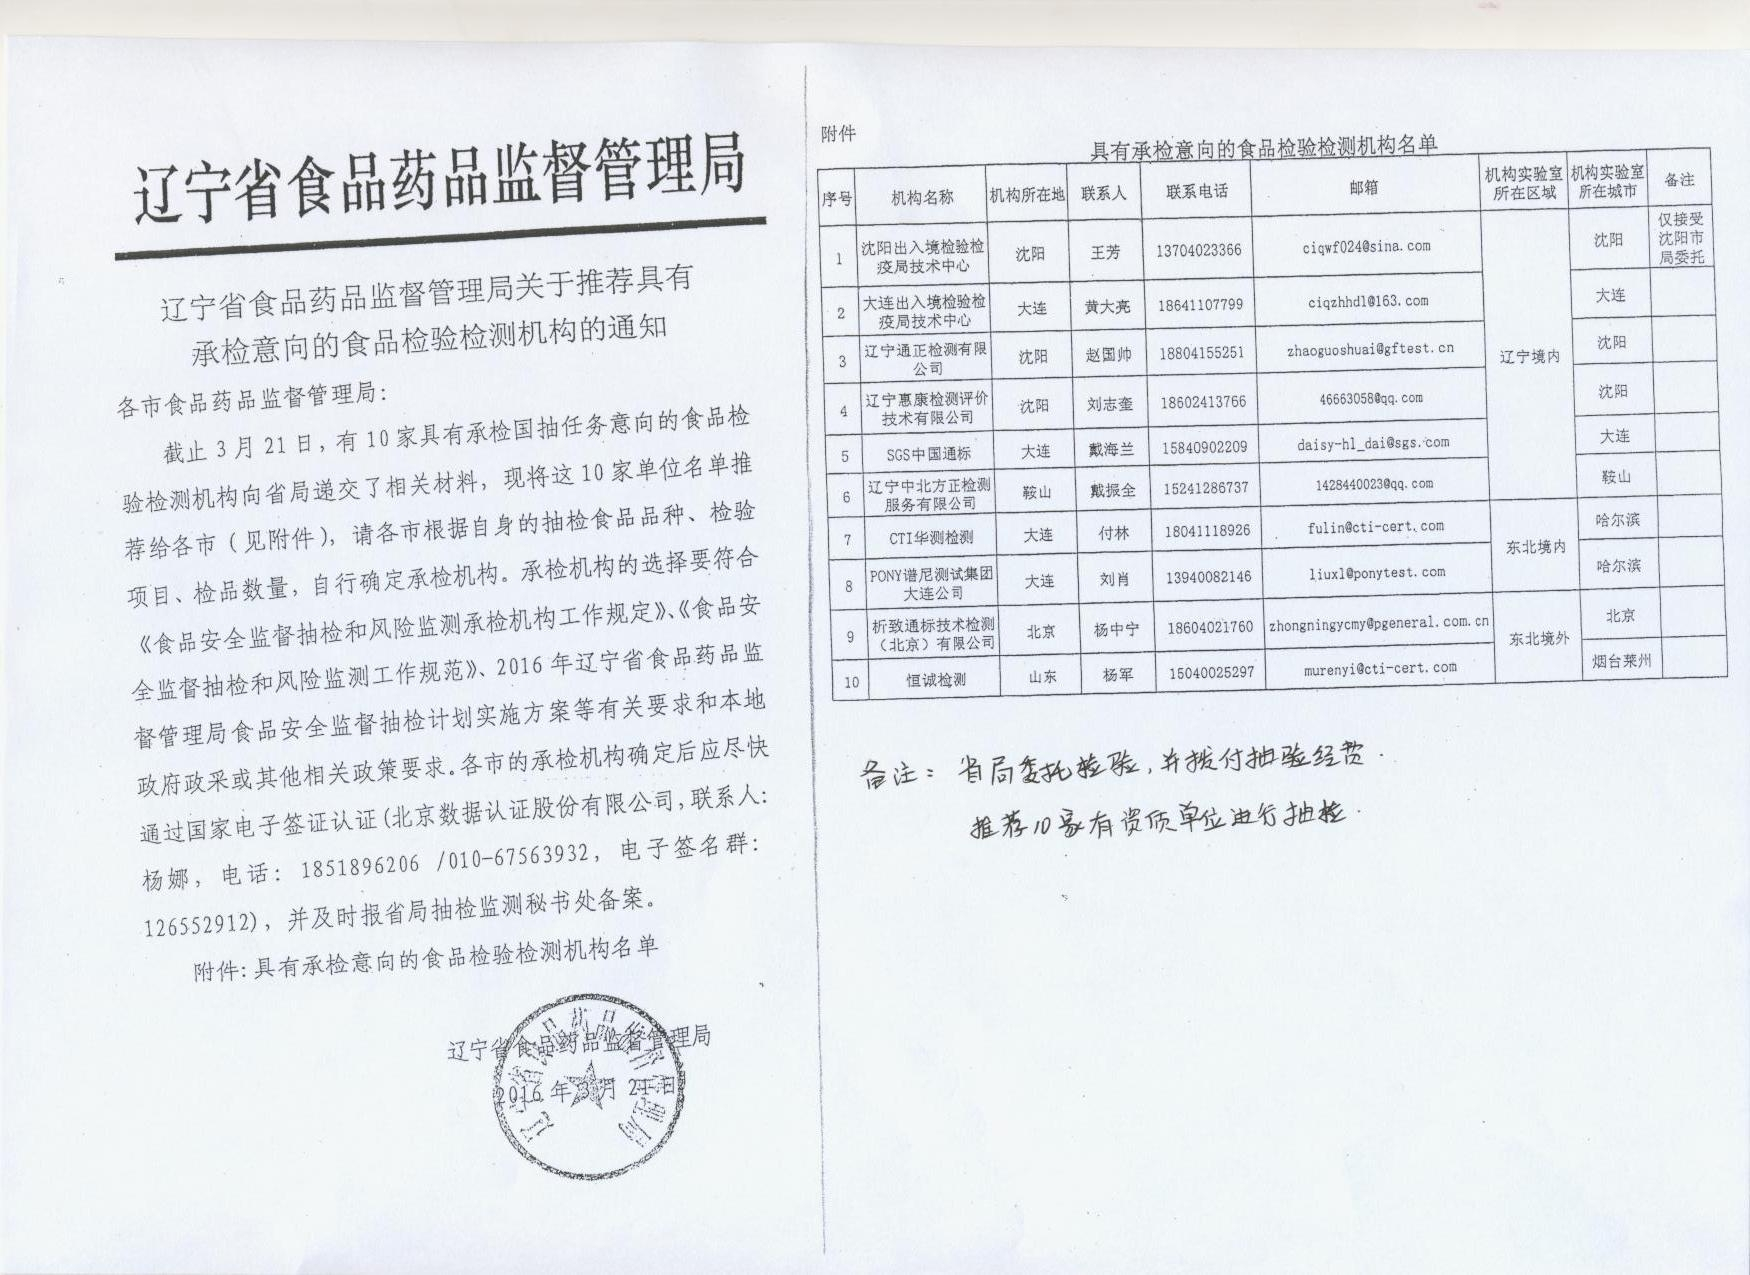 辽宁省食品药品监督管理局
辽宁省食品药品监督管理局关于推荐具有
承检意向的食品检验检测机构的通知
各市食品药品监督管理局：
截止 3 月 21 日，有 10 家具有承检国抽任务意向的食品检
验检测机构向省局递交了相关材料，现将这 10 家单位名单推
荐给各市（见附件），请各市根据自身的抽检食品品种、检验
项目、检品数量，自行确定承检机构。承检机构的选择要符合
《食品安全监督抽检和风险监测承检机构工作规定》、《食品安
全监督抽检和风险监测工作规范》、2016 年辽宁省食品药品监
督管理局食品安全监督抽检计划实施方案等有关要求和本地
政府政采或其他相关政策要求。各市的承检机构确定后应尽快
通过国家电子签证认证(北京数据认证股份有限公司,联系人:
杨娜，电话：1851896206 /010-67563932，电子签名群：
126552912)，并及时报省局抽检监测秘书处备案。
附件:具有承检意向的食品检验检测机构名单
辽宁省食品药品监督管理局
2016 年 3 月 21 日
附件
具有承检意向的食品检验检测机构名单
序号 机构名称 机构所在地 联系人 联系电话 邮箱 机构实验室所在区域 机构实验室所在城市 备注
1 沈阳出入境检验检疫局技术中心 沈阳 王芳 13704023366 ciqwf024@sina.com 辽宁境内 沈阳 仅接受沈阳市局委托
2 大连出入境检验检疫局技术中心 大连 黄大亮 18641107799 ciqzhhdl@163.com 大连
3 辽宁通正检测有限公司 沈阳 赵国帅 18804155251 zhaoguoshuai@gftest.cn 沈阳
4 辽宁惠康检测评价技术有限公司 沈阳 刘志奎 18602413766 46663058@qq.com 沈阳
5 SGS中国通标 大连 戴海兰 15840902209 daisy-hl_dai@sgs.com 大连
6 辽宁中北方正检测服务有限公司 鞍山 戴振全 15241286737 1428440023@qq.com 鞍山
7 CTI华测检测 大连 付林 18041118926 fulin@cti-cert.com 东北境内 哈尔滨
8 PONY谱尼测试集团大连公司 大连 刘肖 13940082146 liuxl@ponytest.com 哈尔滨
9 析致通标技术检测（北京）有限公司 北京 杨中宁 18604021760 zhongningycmy@pgeneral.com.cn 东北境外 北京
10 恒诚检测 山东 杨军 15040025297 murenyi@cti-cert.com 烟台莱州
备注：省局委托检验，并拨付抽验经费.
推荐10家有资质单位进行抽检.